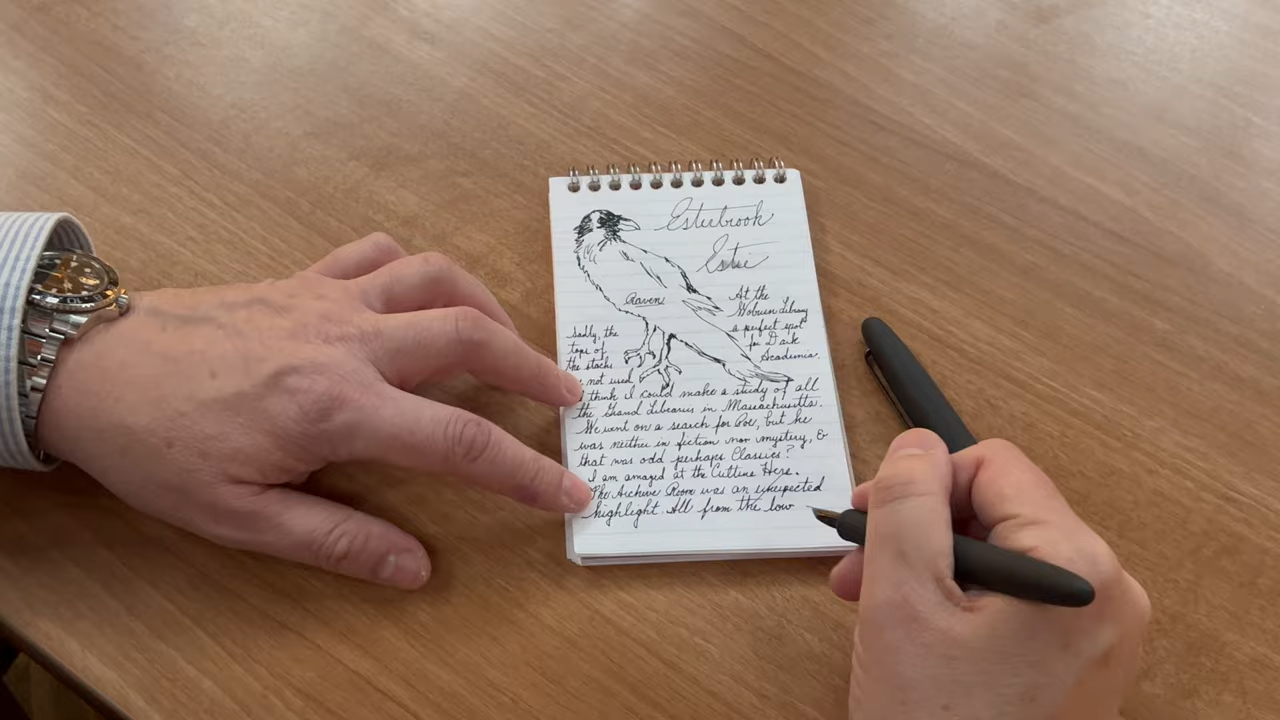 Esterbrook
Estie
Raven
At the
Woburn Library
a perfect spot
for Dark
Academia.
Sadly, the
tops of
the stacks
not used
I think I could make a study of all
the Grand Libraries in Massachusetts.
We went on a search for Poe, but he
was neither in fiction nor mystery, &
that was odd perhaps Classics?
I am amazed at the Culture Here.
The Archive Room was an unexpected
highlight. All from the low